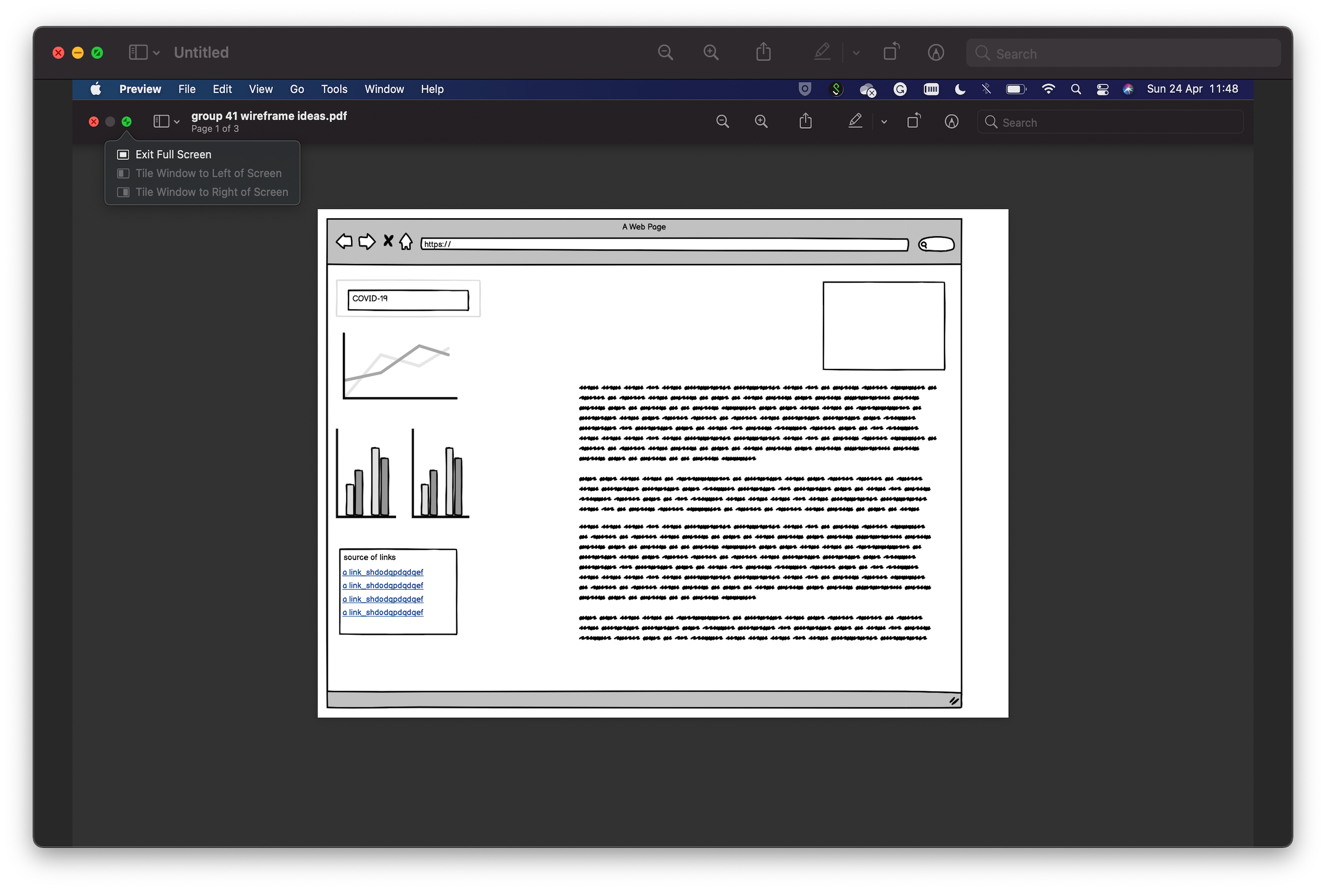 Untitled
Search
Preview File Edit View Go Tools Window Help
Sun 24 Apr 11:48
group 41 wireframe ideas.pdf
Page 1 of 3
Search
Exit Full Screen
Tile Window to Left of Screen
Tile Window to Right of Screen
A Web Page
https://
COVID-19
source of links
a link_shdodqpdqdqef
a link_shdodqpdqdqef
a link_shdodqpdqdqef
a link_shdodqpdqdqef